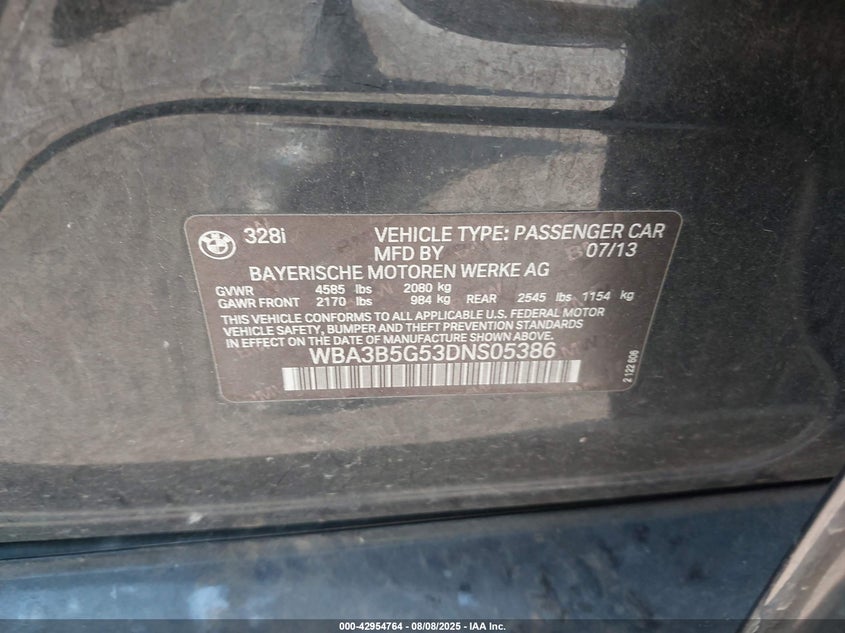 328i VEHICLE TYPE: PASSENGER CAR
MFD BY 07/13
BAYERISCHE MOTOREN WERKE AG
GVWR 4585 lbs 2080 kg
GAWR FRONT 2170 lbs 984 kg REAR 2545 lbs 1154 kg
THIS VEHICLE CONFORMS TO ALL APPLICABLE U.S. FEDERAL MOTOR
VEHICLE SAFETY, BUMPER AND THEFT PREVENTION STANDARDS
IN EFFECT ON THE DATE OF MANUFACTURE SHOWN ABOVE.
WBA3B5G53DNS05386
2 122 606
000-42954764 | 08/08/2025 | IAA Inc.